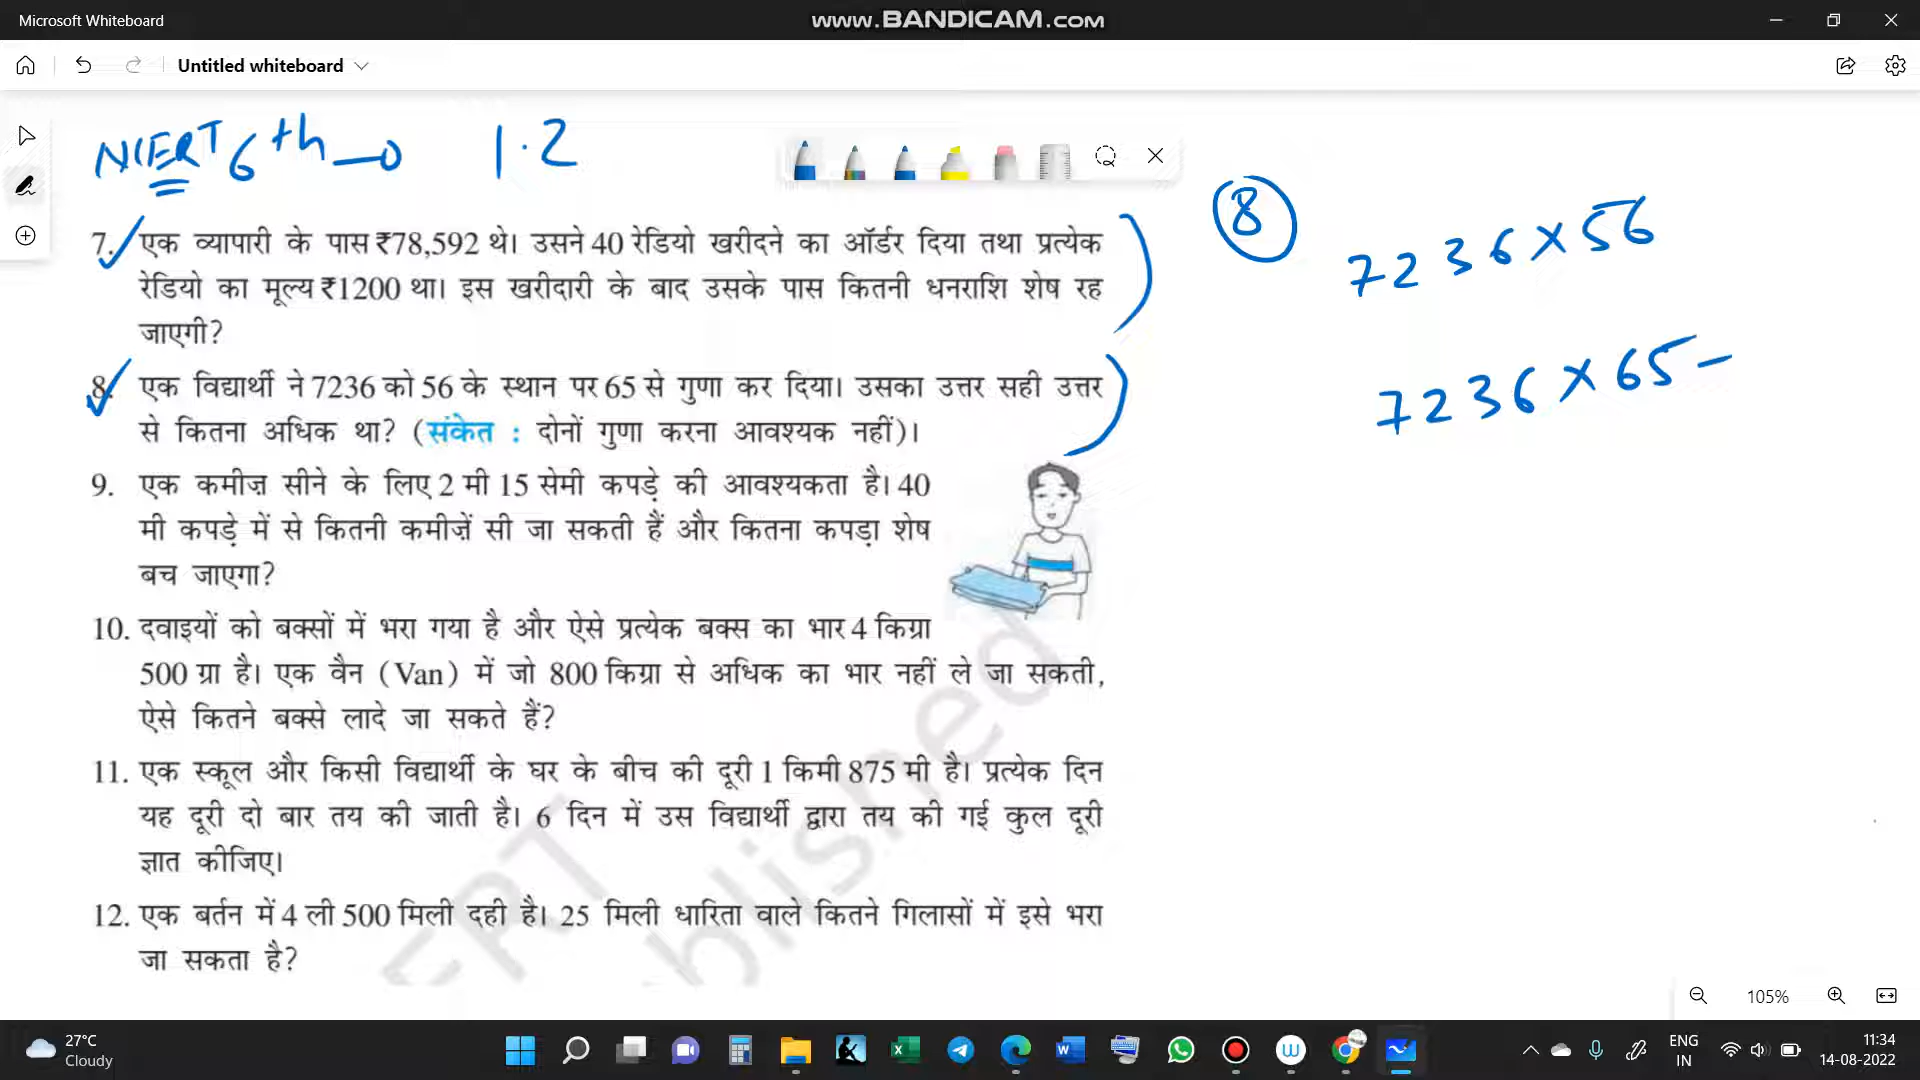 Microsoft Whiteboard
www.BANDICAM.com
Untitled whiteboard
NCERT 6th → 1.2
7. एक व्यापारी के पास ₹78,592 थे। उसने 40 रेडियो खरीदने का ऑर्डर दिया तथा प्रत्येक
रेडियो का मूल्य ₹1200 था। इस खरीदारी के बाद उसके पास कितनी धनराशि शेष रह
जाएगी?
8. एक विद्यार्थी ने 7236 को 56 के स्थान पर 65 से गुणा कर दिया। उसका उत्तर सही उत्तर
से कितना अधिक था? (संकेत : दोनों गुणा करना आवश्यक नहीं)।
9. एक कमीज़ सीने के लिए 2 मी 15 सेमी कपड़े की आवश्यकता है। 40
मी कपड़े में से कितनी कमीज़ें सी जा सकती हैं और कितना कपड़ा शेष
बच जाएगा?
10. दवाइयों को बक्सों में भरा गया है और ऐसे प्रत्येक बक्स का भार 4 किग्रा
500 ग्रा है। एक वैन (Van) में जो 800 किग्रा से अधिक का भार नहीं ले जा सकती,
ऐसे कितने बक्से लादे जा सकते हैं?
11. एक स्कूल और किसी विद्यार्थी के घर के बीच की दूरी 1 किमी 875 मी है। प्रत्येक दिन
यह दूरी दो बार तय की जाती है। 6 दिन में उस विद्यार्थी द्वारा तय की गई कुल दूरी
ज्ञात कीजिए।
12. एक बर्तन में 4 ली 500 मिली दही है। 25 मिली धारिता वाले कितने गिलासों में इसे भरा
जा सकता है?
8
7236 × 56
7236 × 65 -
105%
27°C
Cloudy
ENG
IN
11:34
14-08-2022